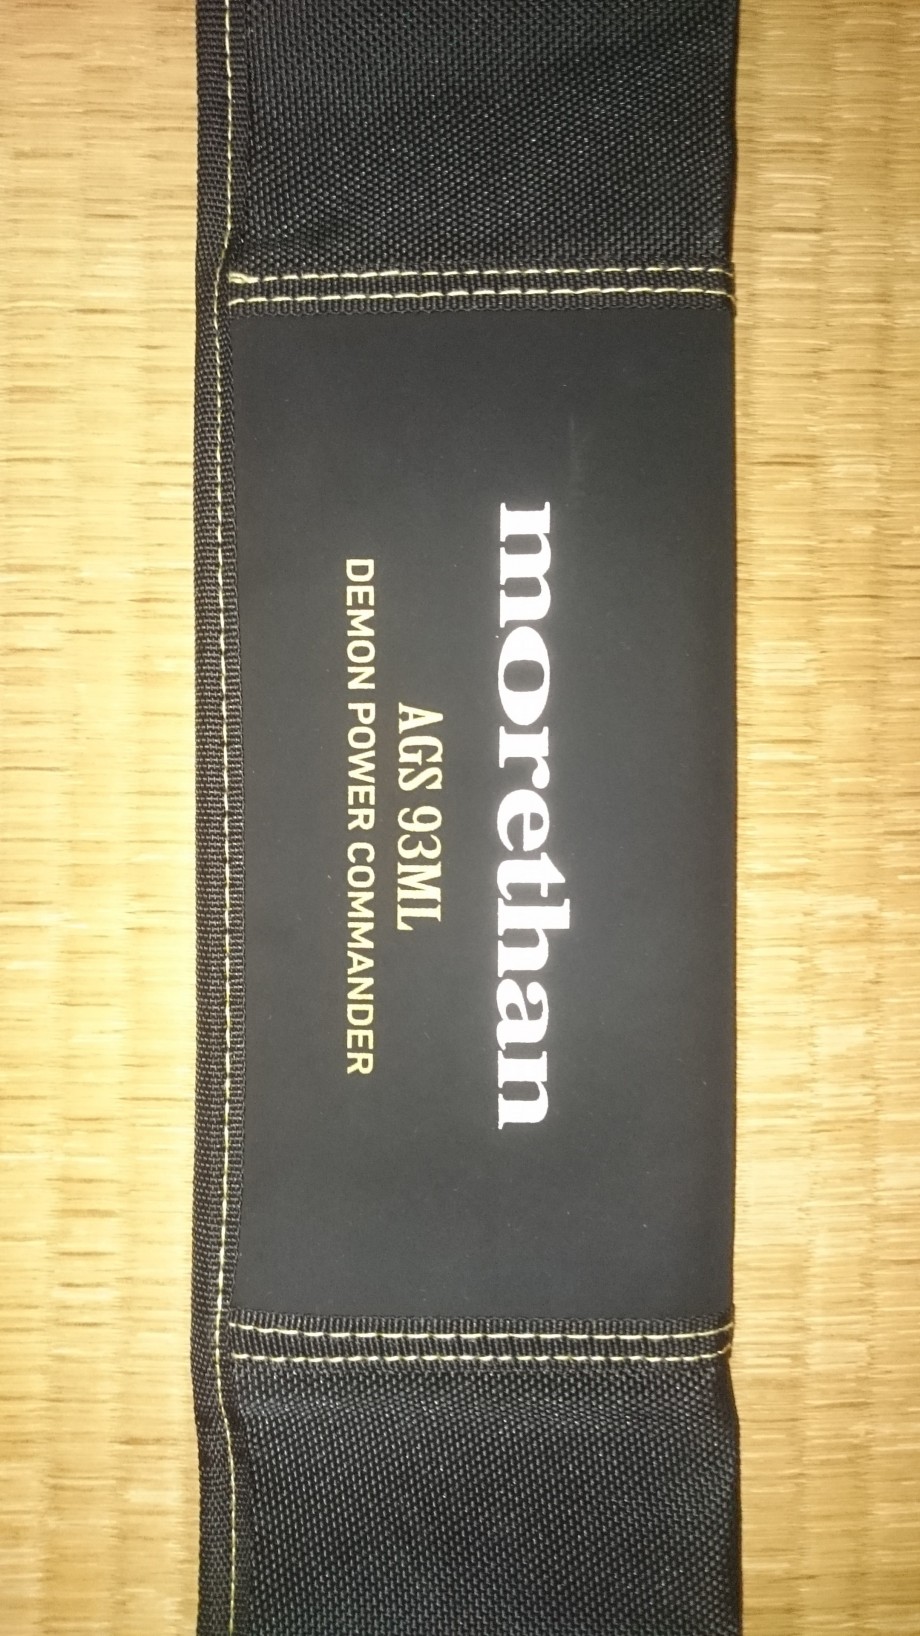 morethan
AGS 93ML
DEMON POWER COMMANDER